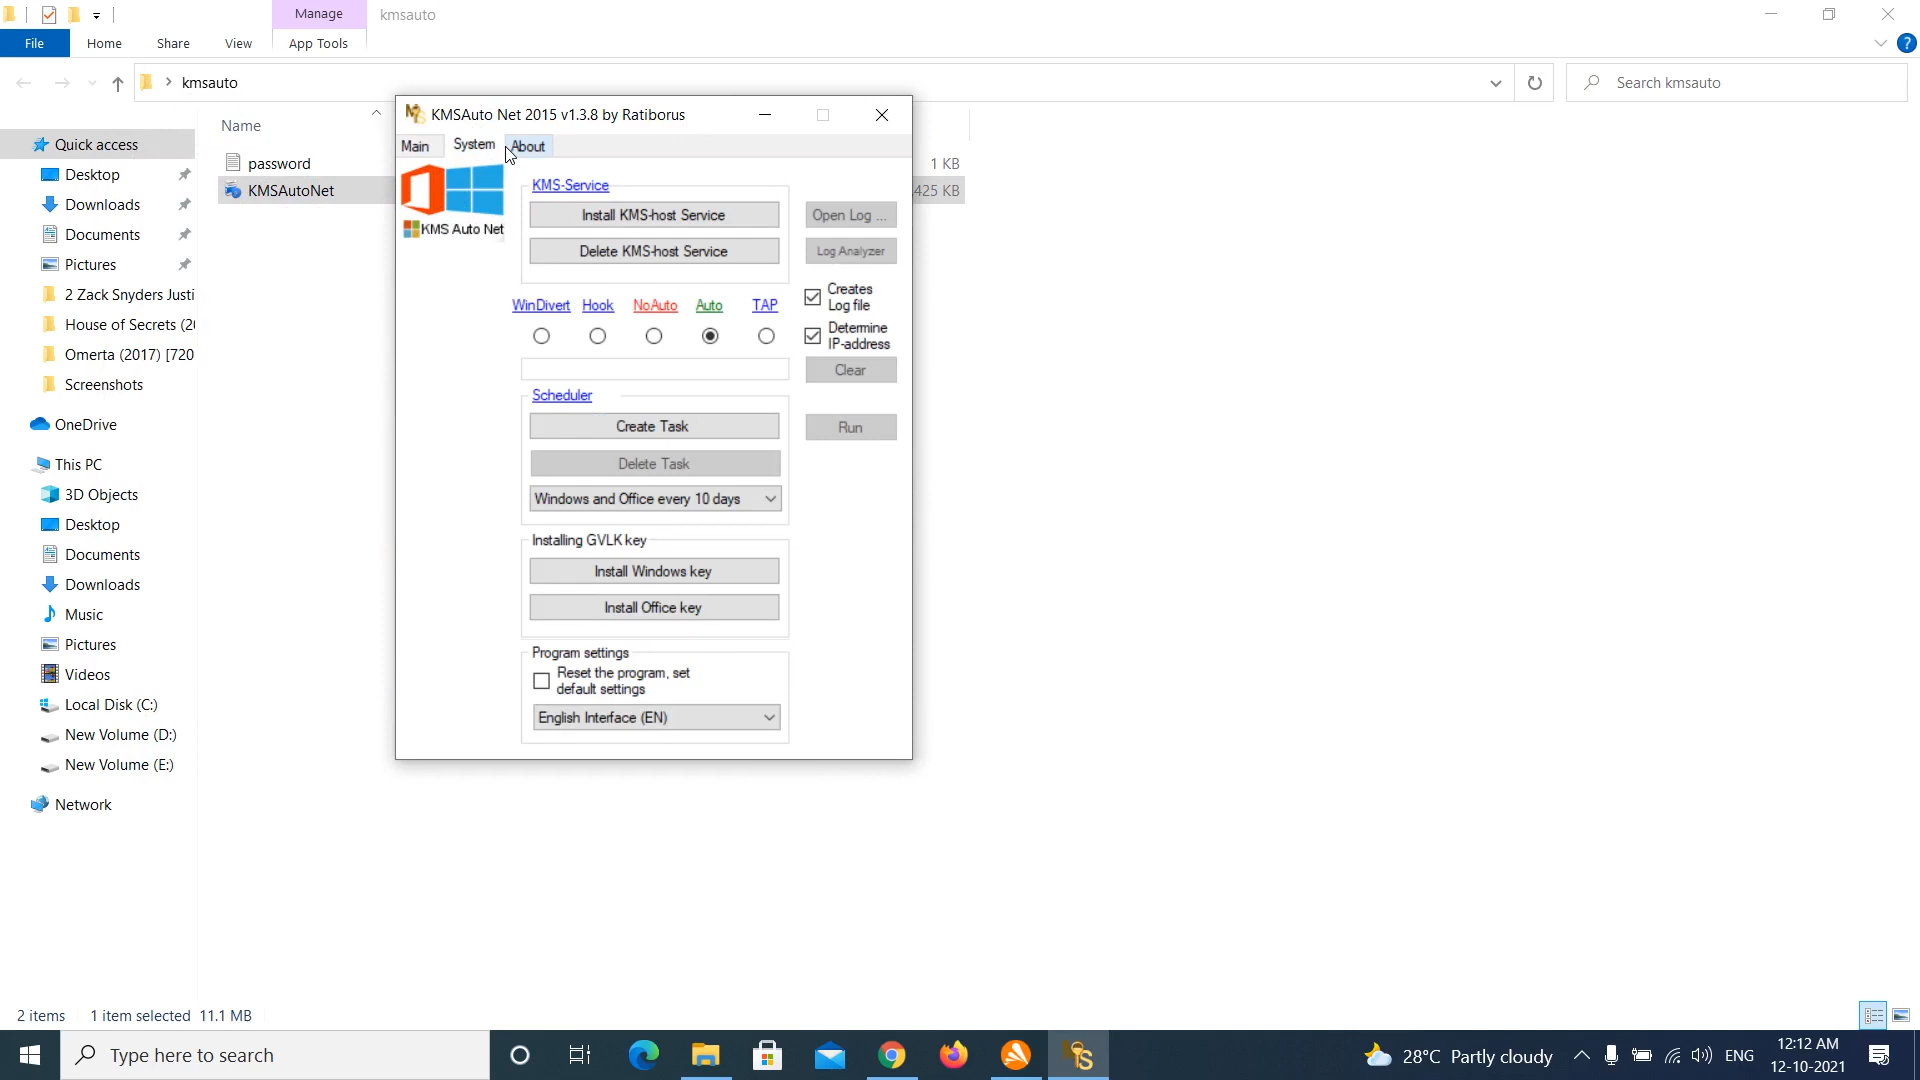 Manage
kmsauto
File
Home
Share
View
App Tools
kmsauto
Search kmsauto
Name
Quick access
Desktop
Downloads
Documents
Pictures
2 Zack Snyders Justi
House of Secrets (20
Omerta (2017) [720
Screenshots
OneDrive
This PC
3D Objects
Desktop
Documents
Downloads
Music
Pictures
Videos
Local Disk (C:)
New Volume (D:)
New Volume (E:)
Network
password
1 KB
KMSAutoNet
425 KB
KMSAuto Net 2015 v1.3.8 by Ratiborus
Main
System
About
KMS Auto Net
KMS-Service
Install KMS-host Service
Delete KMS-host Service
Open Log ...
Log Analyzer
WinDivert
Hook
NoAuto
Auto
TAP
Creates
Log file
Determine
IP-address
Clear
Scheduler
Create Task
Run
Delete Task
Windows and Office every 10 days
Installing GVLK key
Install Windows key
Install Office key
Program settings
Reset the program, set
default settings
English Interface (EN)
2 items
1 item selected 11.1 MB
Type here to search
28°C Partly cloudy
ENG
12:12 AM
12-10-2021